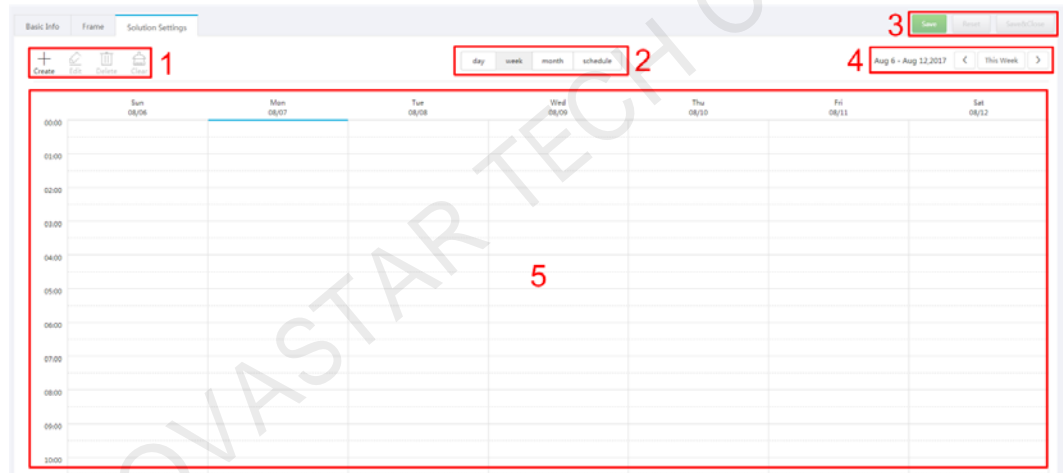 Basic Info Frame Solution Settings
3 Save Reset Save&Close
Create Edit Delete Clear 1
day week month schedule 2
4 Aug 6 - Aug 12,2017 < This Week >
Sun Mon Tue Wed Thu Fri Sat
08/06 08/07 08/08 08/09 08/10 08/11 08/12
00:00
01:00
02:00
03:00
04:00
5
05:00
06:00
07:00
08:00
09:00
10:00
OVASTAR TECH